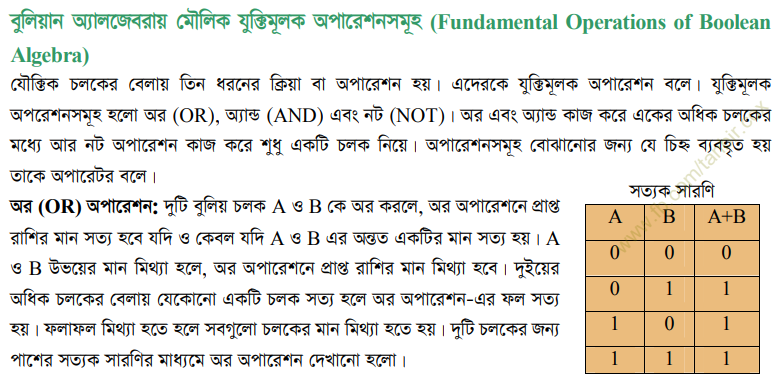 বুলিয়ান অ্যালজেবরায় মৌলিক যুক্তিমূলক অপারেশনসমূহ (Fundamental Operations of Boolean
Algebra)
যৌক্তিক চলকের বেলায় তিন ধরনের ক্রিয়া বা অপারেশন হয়। এদেরকে যুক্তিমূলক অপারেশন বলে। যুক্তিমূলক
অপরেশনসমূহ হলো অর (OR), অ্যান্ড (AND) এবং নট (NOT)। অর এবং অ্যান্ড কাজ করে একের অধিক চলকের
মধ্যে আর নট অপারেশন কাজ করে শুধু একটি চলক নিয়ে। অপারেশনসমূহ বোঝানোর জন্য যে চিহ্ন ব্যবহৃত হয়
তাকে অপারেটর বলে।
অর (OR) অপারেশন: দুটি বুলিয় চলক A ও B কে অর করলে, অর অপারেশনে প্রাপ্ত
রাশির মান সত্য হবে যদি ও কেবল যদি A ও B এর অন্তত একটির মান সত্য হয়। A
ও B উভয়ের মান মিথ্যা হলে, অর অপারেশনে প্রাপ্ত রাশির মান মিথ্যা হবে। দুইয়ের
অধিক চলকের বেলায় যেকোনো একটি চলক সত্য হলে অর অপারেশন-এর ফল সত্য
হয়। ফলাফল মিথ্যা হতে হলে সবগুলো চলকের মান মিথ্যা হতে হয়। দুটি চলকের জন্য
পাশের সত্যক সারণির মাধ্যমে অর অপারেশন দেখানো হলো।
সত্যক সারণি
A B A+B
0 0 0
0 1 1
1 0 1
1 1 1